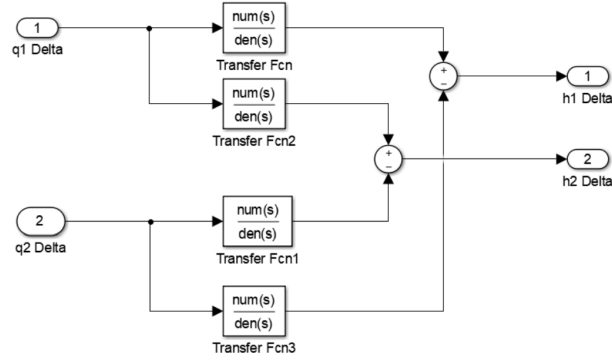 1
q1 Delta
num(s)
den(s)
Transfer Fcn
num(s)
den(s)
Transfer Fcn2
+
−
1
h1 Delta
+
−
2
h2 Delta
2
q2 Delta
num(s)
den(s)
Transfer Fcn1
num(s)
den(s)
Transfer Fcn3